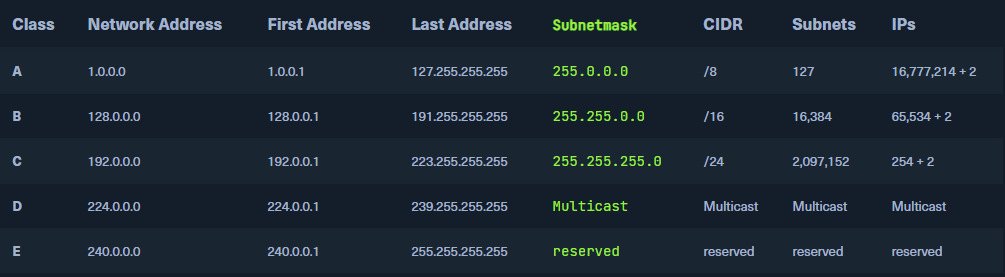 Class Network Address First Address Last Address Subnetmask CIDR Subnets IPs
A 1.0.0.0 1.0.0.1 127.255.255.255 255.0.0.0 /8 127 16,777,214 + 2
B 128.0.0.0 128.0.0.1 191.255.255.255 255.255.0.0 /16 16,384 65,534 + 2
C 192.0.0.0 192.0.0.1 223.255.255.255 255.255.255.0 /24 2,097,152 254 + 2
D 224.0.0.0 224.0.0.1 239.255.255.255 Multicast Multicast Multicast Multicast
E 240.0.0.0 240.0.0.1 255.255.255.255 reserved reserved reserved reserved